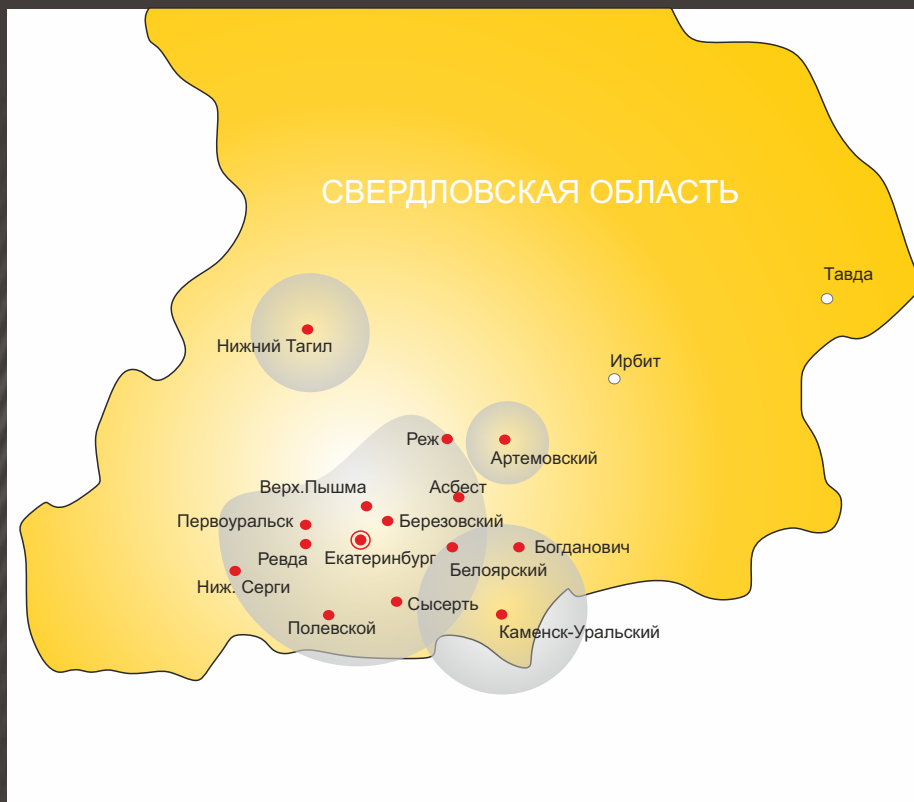 СВЕРДЛОВСКАЯ ОБЛАСТЬ
Тавда
Нижний Тагил
Ирбит
Реж
Артемовский
Верх.Пышма
Асбест
Первоуральск
Березовский
Ревда
Екатеринбург
Богданович
Белоярский
Ниж. Серги
Сысерть
Полевской
Каменск-Уральский